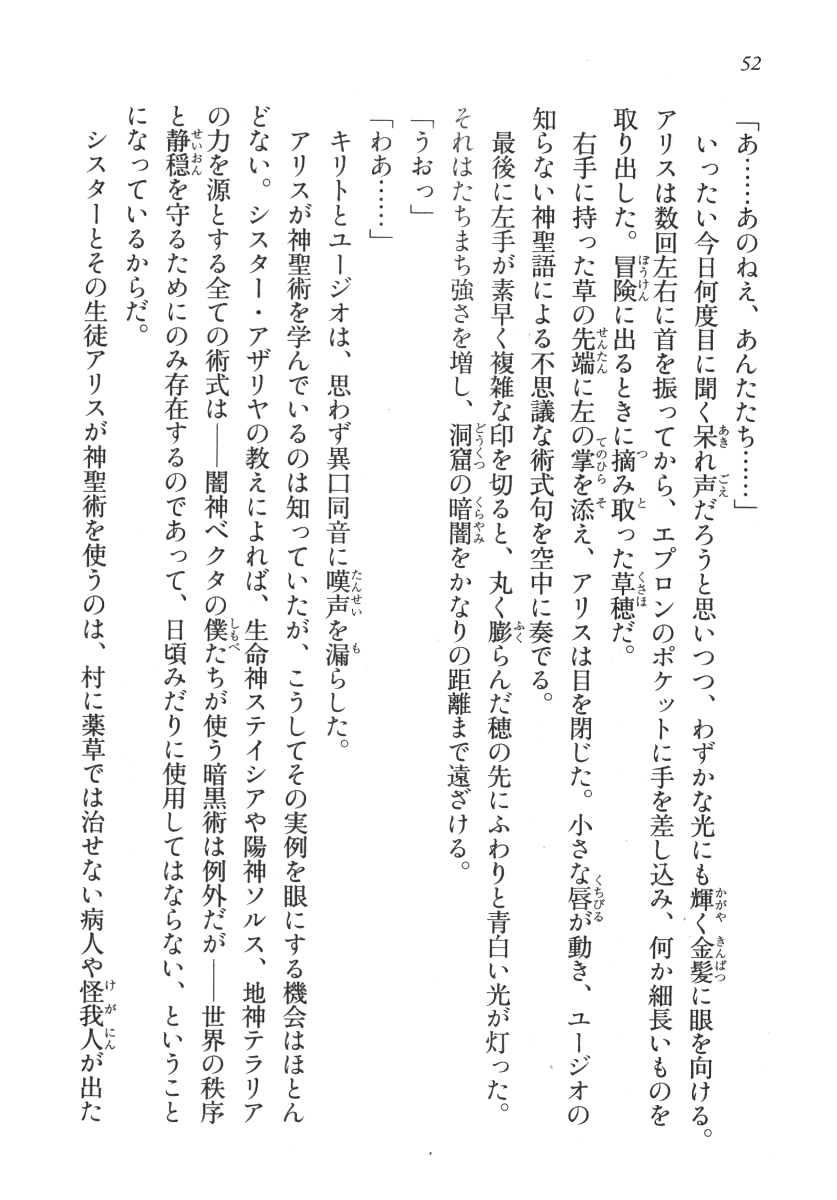 52
「あ……あのねえ、あんたたち……」
いったい今日何度目に聞く呆れ声だろうと思いつつ、わずかな光にも輝く金髪に眼を向ける。
アリスは数回左右に首を振ってから、エプロンのポケットに手を差し込み、何か細長いものを
取り出した。冒険に出るときに摘み取った草穂だ。
右手に持った草の先端に左の掌を添え、アリスは目を閉じた。小さな唇が動き、ユージオの
知らない神聖語による不思議な術式句を空中に奏でる。
最後に左手が素早く複雑な印を切ると、丸く膨らんだ穂の先にふわりと青白い光が灯った。
それはたちまち強さを増し、洞窟の暗闇をかなりの距離まで遠ざける。
「うおっ」
「わあ……」
キリトとユージオは、思わず異口同音に嘆声を漏らした。
アリスが神聖術を学んでいるのは知っていたが、こうしてその実例を眼にする機会はほとん
どない。シスター・アザリヤの教えによれば、生命神ステイシアや陽神ソルス、地神テラリア
の力を源とする全ての術式は――闇神ベクタの僕たちが使う暗黒術は例外だが――世界の秩序
と静穏を守るためにのみ存在するのであって、日頃みだりに使用してはならない、ということ
になっているからだ。
シスターとその生徒アリスが神聖術を使うのは、村に薬草では治せない病人や怪我人が出た